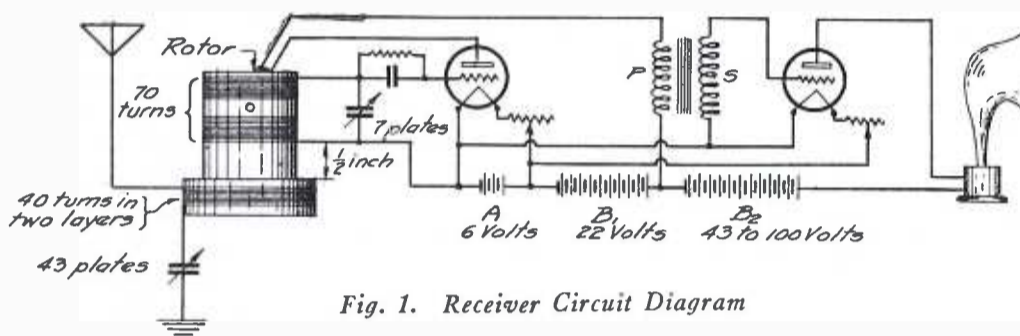 Rotor
70
turns
7 plates
P
S
½ inch
40 turns in
two layers
A
6 Volts
B₁
22 Volts
B₂
43 to 100 Volts
43 plates
Fig. 1. Receiver Circuit Diagram